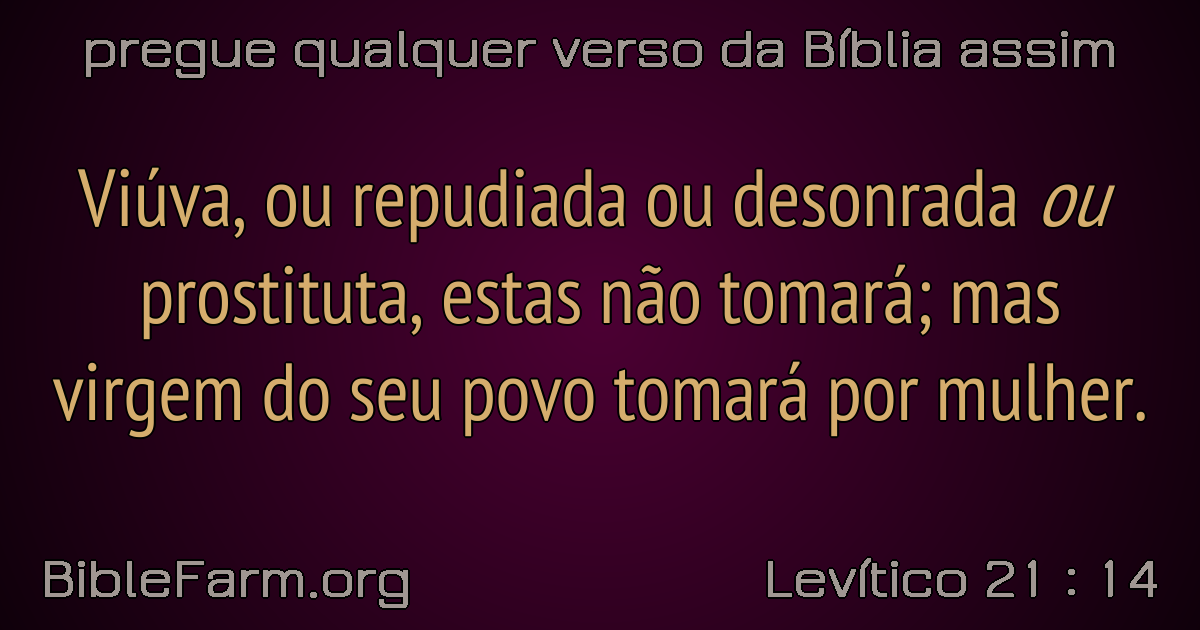 pregue qualquer verso da Bíblia assim
Viúva, ou repudiada ou desonrada ou
prostituta, estas não tomará; mas
virgem do seu povo tomará por mulher.
BibleFarm.org
Levítico 21 : 14